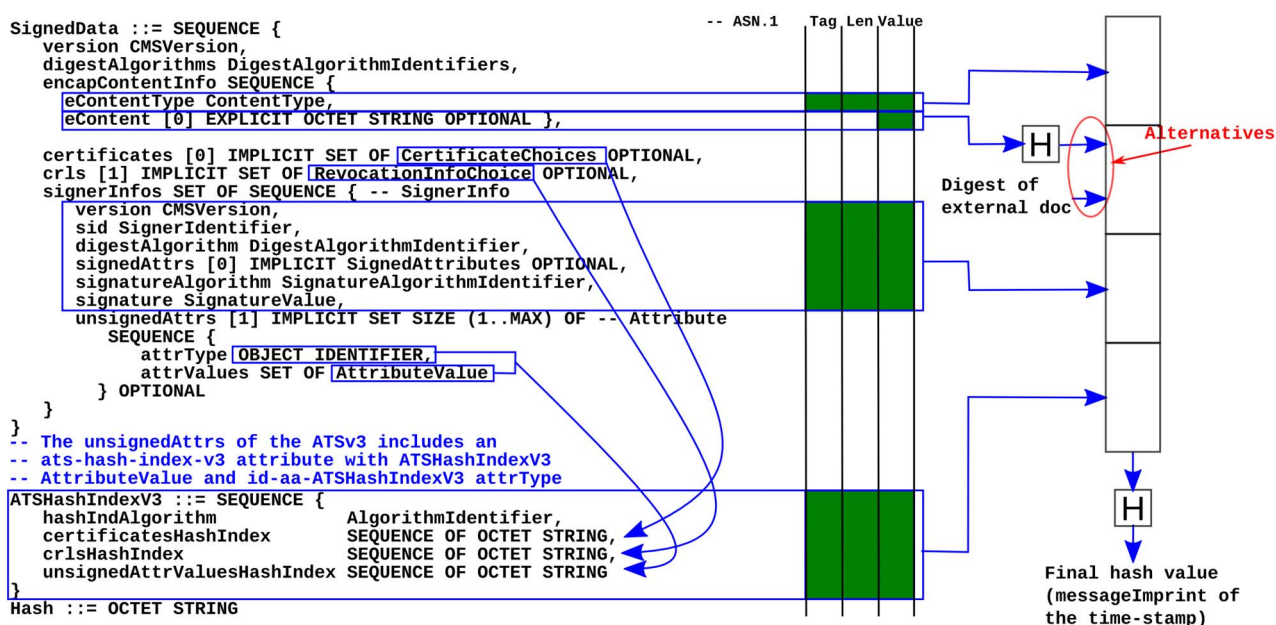 -- ASN.1 Tag Len Value
SignedData ::= SEQUENCE {
version CMSVersion,
digestAlgorithms DigestAlgorithmIdentifiers,
encapContentInfo SEQUENCE {
eContentType ContentType,
eContent [0] EXPLICIT OCTET STRING OPTIONAL },
certificates [0] IMPLICIT SET OF CertificateChoices OPTIONAL,
crls [1] IMPLICIT SET OF RevocationInfoChoice OPTIONAL,
signerInfos SET OF SEQUENCE { -- SignerInfo
version CMSVersion,
sid SignerIdentifier,
digestAlgorithm DigestAlgorithmIdentifier,
signedAttrs [0] IMPLICIT SignedAttributes OPTIONAL,
signatureAlgorithm SignatureAlgorithmIdentifier,
signature SignatureValue,
unsignedAttrs [1] IMPLICIT SET SIZE (1..MAX) OF -- Attribute
SEQUENCE {
attrType OBJECT IDENTIFIER,
attrValues SET OF AttributeValue
} OPTIONAL
}
}
-- The unsignedAttrs of the ATSv3 includes an
-- ats-hash-index-v3 attribute with ATSHashIndexV3
-- AttributeValue and id-aa-ATSHashIndexV3 attrType
ATSHashIndexV3 ::= SEQUENCE {
hashIndAlgorithm AlgorithmIdentifier,
certificatesHashIndex SEQUENCE OF OCTET STRING,
crlsHashIndex SEQUENCE OF OCTET STRING,
unsignedAttrValuesHashIndex SEQUENCE OF OCTET STRING
}
Hash ::= OCTET STRING
H
Alternatives
Digest of
external doc
H
Final hash value
(messageImprint of
the time-stamp)